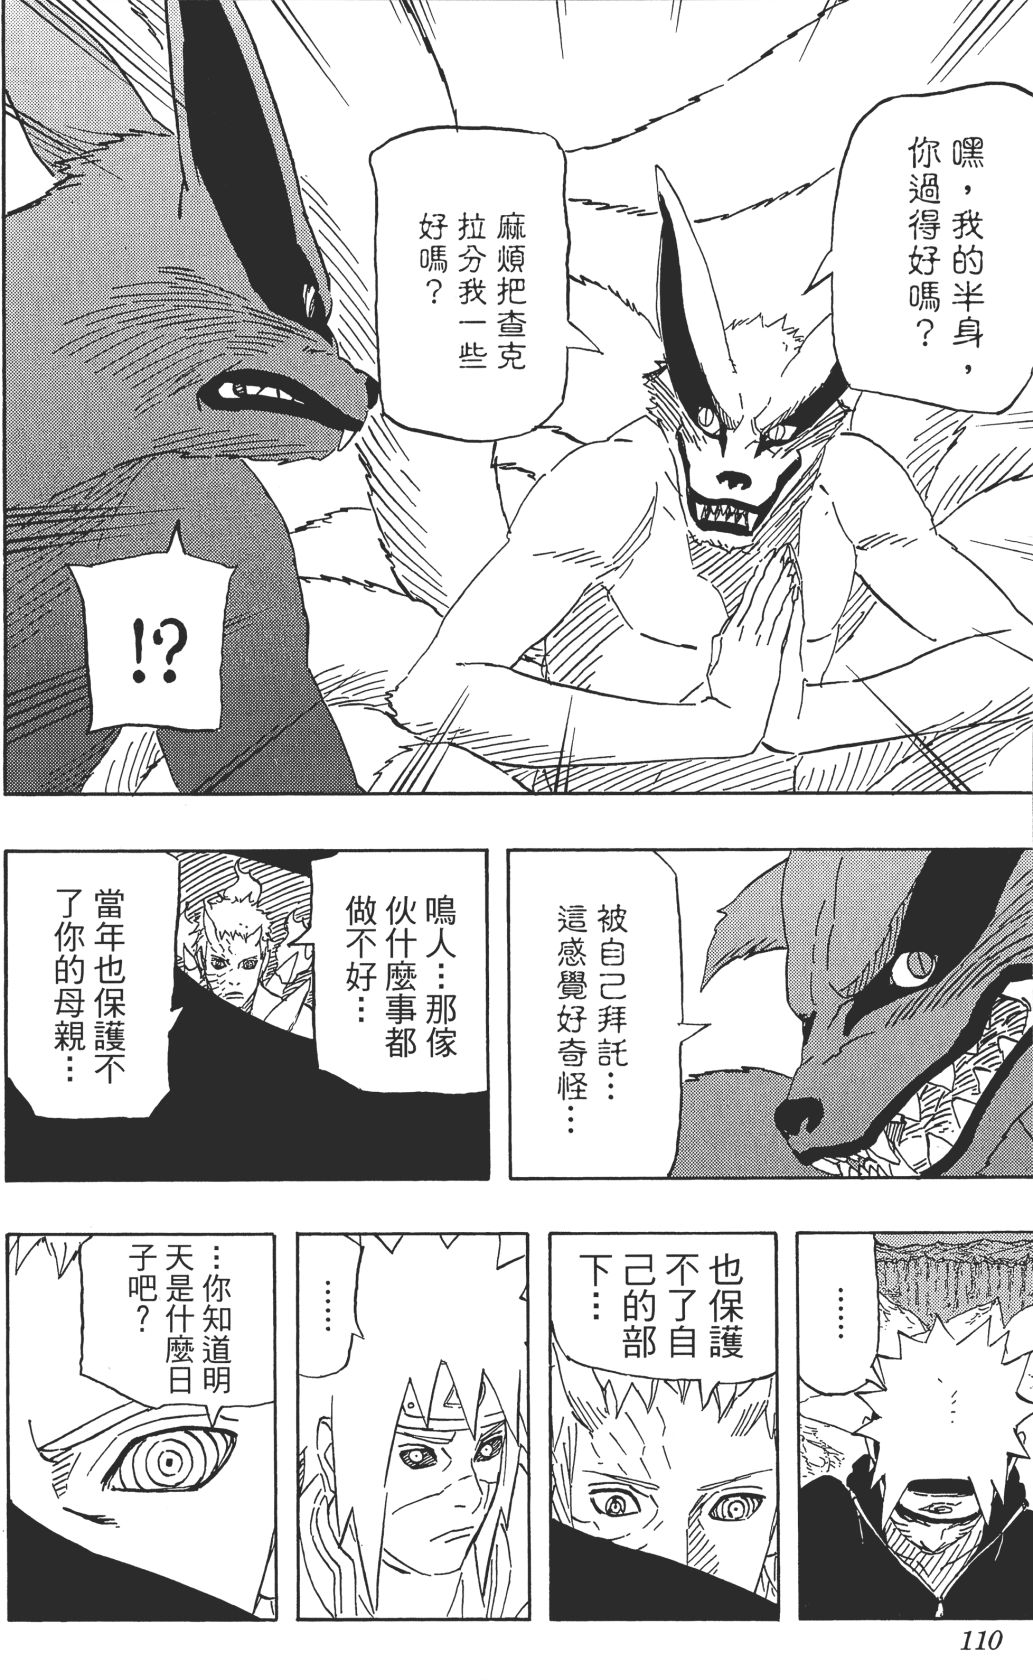 嘿，我的半身，
你過得好嗎？
麻煩把查克
拉分我一些
好嗎？
!?
被自己拜託…
這感覺好奇怪…
鳴人…那傢
伙什麼事都
做不好…
當年也保護不
了你的母親…
……
也保護
不了自
己的部
下…
……
…你知道明
天是什麼日
子吧？
110